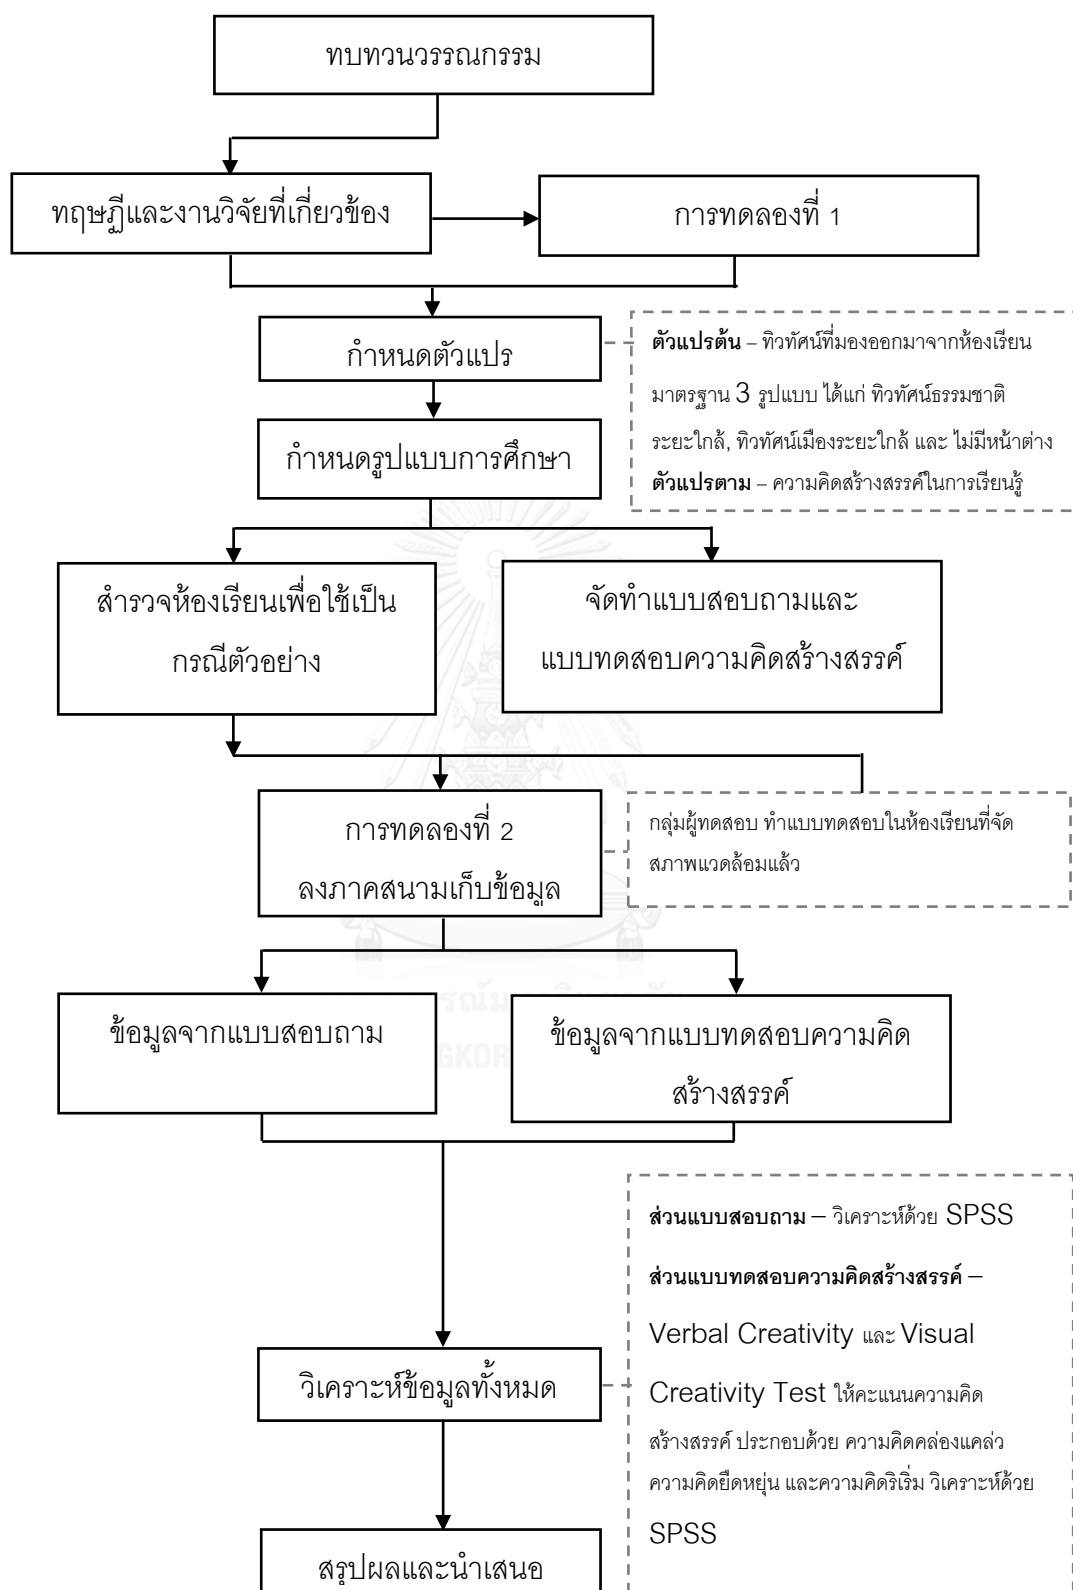 ทบทวนวรรณกรรม
ทฤษฏีและงานวิจัยที่เกี่ยวข้อง
การทดลองที่ 1
กำหนดตัวแปร
ตัวแปรต้น – ทิวทัศน์ที่มองออกมาจากห้องเรียน
มาตรฐาน 3 รูปแบบ ได้แก่ ทิวทัศน์ธรรมชาติ
ระยะใกล้, ทิวทัศน์เมืองระยะใกล้ และ ไม่มีหน้าต่าง
ตัวแปรตาม – ความคิดสร้างสรรค์ในการเรียนรู้
กำหนดรูปแบบการศึกษา
สำรวจห้องเรียนเพื่อใช้เป็น
กรณีตัวอย่าง
จัดทำแบบสอบถามและ
แบบทดสอบความคิดสร้างสรรค์
การทดลองที่ 2
ลงภาคสนามเก็บข้อมูล
กลุ่มผู้ทดสอบ ทำแบบทดสอบในห้องเรียนที่จัด
สภาพแวดล้อมแล้ว
ข้อมูลจากแบบสอบถาม
ข้อมูลจากแบบทดสอบความคิด
สร้างสรรค์
ส่วนแบบสอบถาม – วิเคราะห์ด้วย SPSS
ส่วนแบบทดสอบความคิดสร้างสรรค์ –
Verbal Creativity และ Visual
Creativity Test ให้คะแนนความคิด
สร้างสรรค์ ประกอบด้วย ความคิดคล่องแคล่ว
ความคิดยืดหยุ่น และความคิดริเริ่ม วิเคราะห์ด้วย
SPSS
วิเคราะห์ข้อมูลทั้งหมด
สรุปผลและนำเสนอ